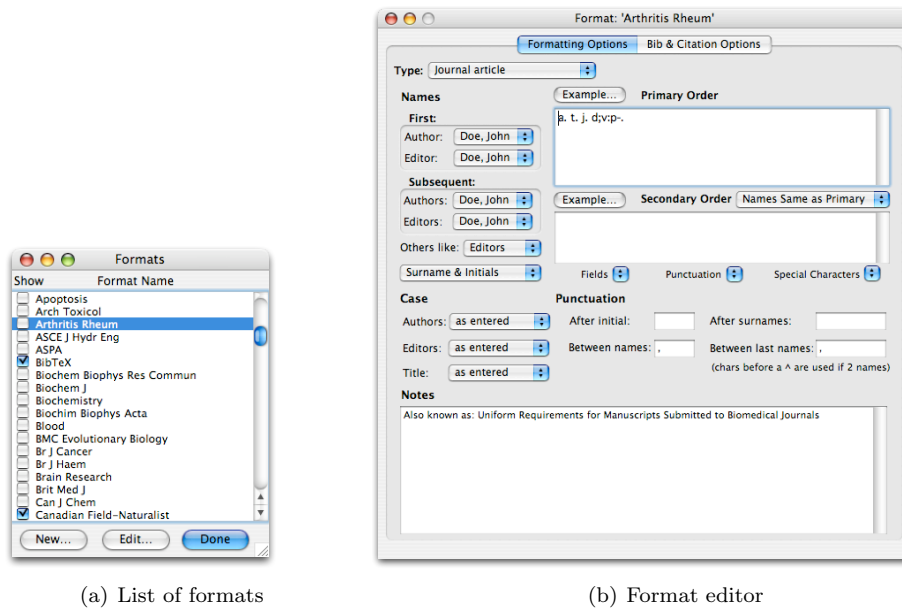 Formats
Show Format Name
Apoptosis
Arch Toxicol
Arthritis Rheum
ASCE J Hydr Eng
ASPA
BibTeX
Biochem Biophys Res Commun
Biochem J
Biochemistry
Biochim Biophys Acta
Blood
BMC Evolutionary Biology
Br J Cancer
Br J Haem
Brain Research
Brit Med J
Can J Chem
Canadian Field-Naturalist
New... Edit... Done
(a) List of formats
Format: 'Arthritis Rheum'
Formatting Options Bib & Citation Options
Type: Journal article
Names Example... Primary Order
First: a. t. j. d;v:p-.
Author: Doe, John
Editor: Doe, John
Subsequent:
Authors: Doe, John Example... Secondary Order Names Same as Primary
Editors: Doe, John
Others like: Editors
Surname & Initials Fields Punctuation Special Characters
Case Punctuation
Authors: as entered After initial: After surnames:
Editors: as entered Between names: , Between last names: ,
Title: as entered (chars before a ^ are used if 2 names)
Notes
Also known as: Uniform Requirements for Manuscripts Submitted to Biomedical Journals
(b) Format editor